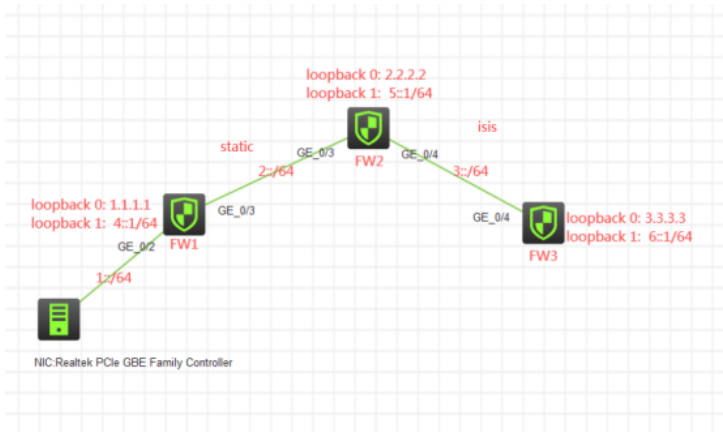 loopback 0: 2.2.2.2
loopback 1: 5::1/64
isis
static
GE_0/3
GE_0/4
2::/64
FW2
3::/64
loopback 0: 1.1.1.1
loopback 1: 4::1/64
GE_0/3
GE_0/2
FW1
GE_0/4
loopback 0: 3.3.3.3
loopback 1: 6::1/64
FW3
1::/64
NIC:Realtek PCIe GBE Family Controller